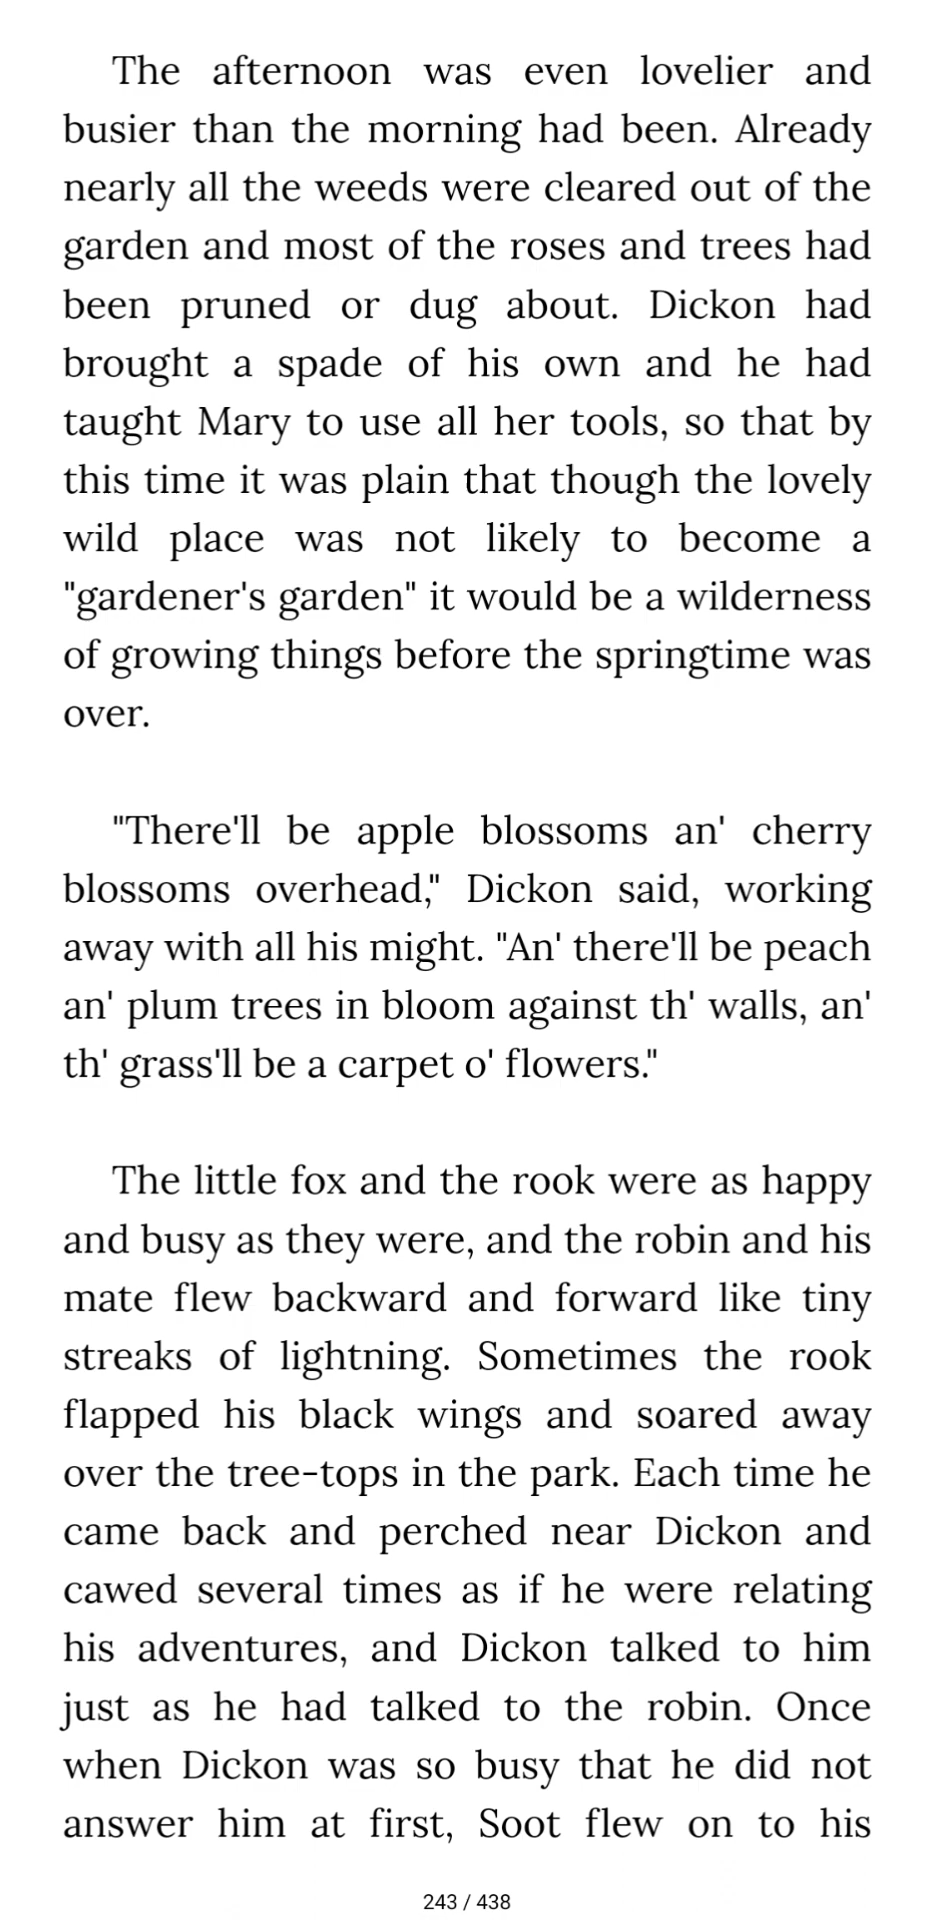 The afternoon was even lovelier and
busier than the morning had been. Already
nearly all the weeds were cleared out of the
garden and most of the roses and trees had
been pruned or dug about. Dickon had
brought a spade of his own and he had
taught Mary to use all her tools, so that by
this time it was plain that though the lovely
wild place was not likely to become a
"gardener's garden" it would be a wilderness
of growing things before the springtime was
over.
"There'll be apple blossoms an' cherry
blossoms overhead," Dickon said, working
away with all his might. "An' there'll be peach
an' plum trees in bloom against th' walls, an'
th' grass'll be a carpet o' flowers."
The little fox and the rook were as happy
and busy as they were, and the robin and his
mate flew backward and forward like tiny
streaks of lightning. Sometimes the rook
flapped his black wings and soared away
over the tree-tops in the park. Each time he
came back and perched near Dickon and
cawed several times as if he were relating
his adventures, and Dickon talked to him
just as he had talked to the robin. Once
when Dickon was so busy that he did not
answer him at first, Soot flew on to his
243 / 438